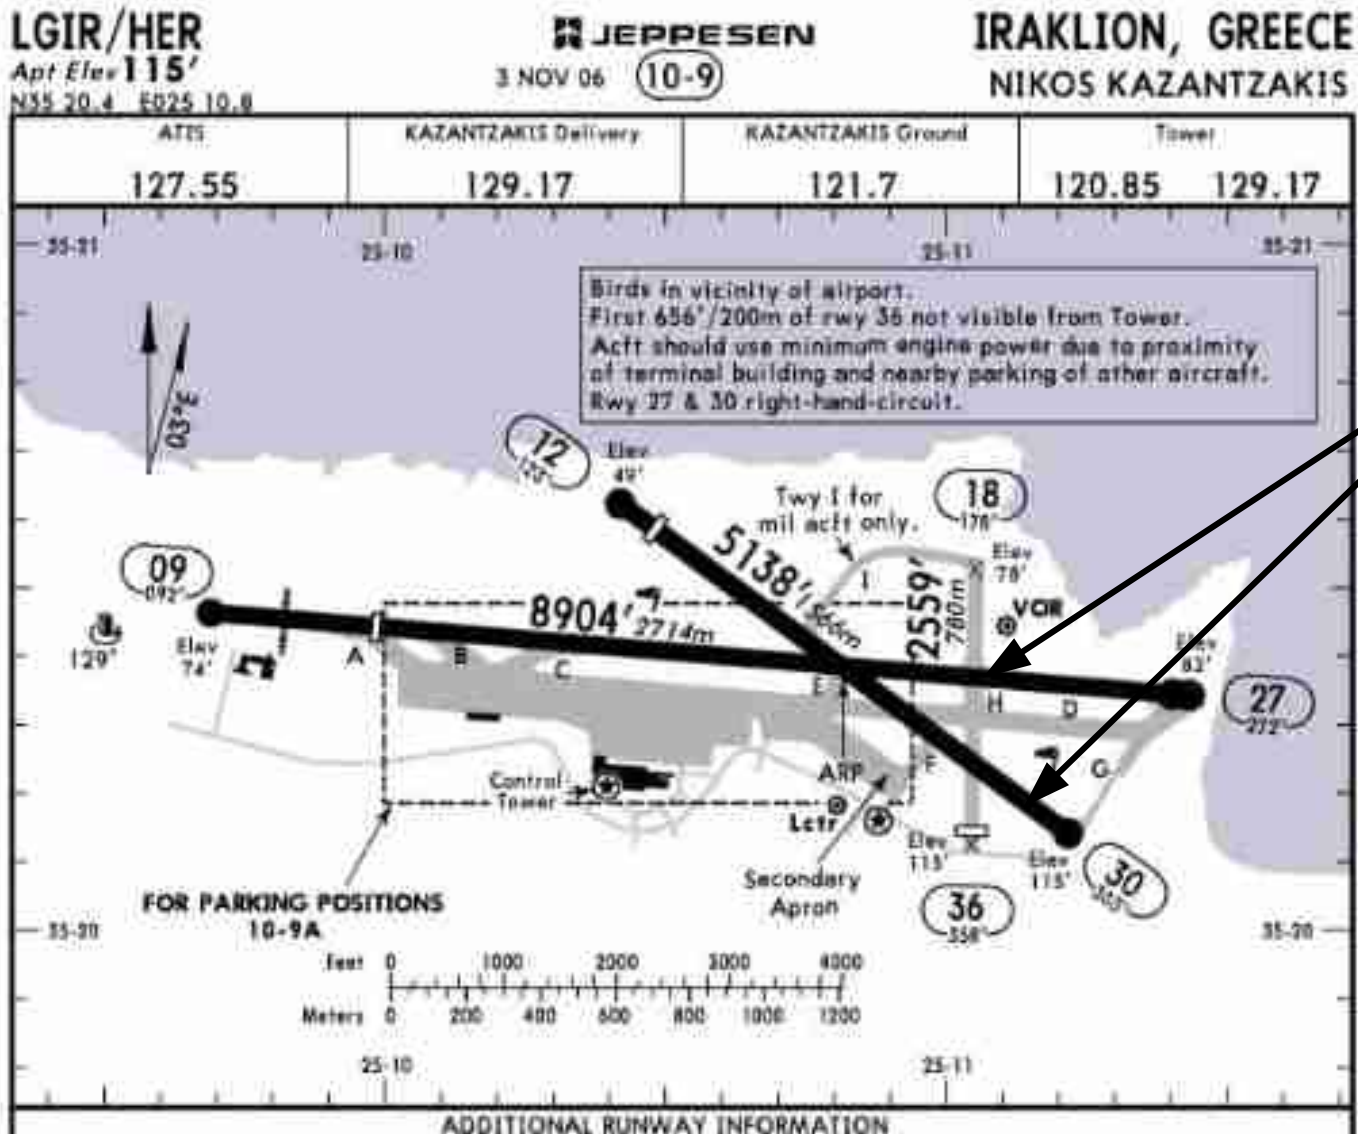 LGIR/HER
JEPPESEN
IRAKLION, GREECE
Apt Elev 115'
3 NOV 06
10-9
NIKOS KAZANTZAKIS
N35 20.4 E025 10.8
ATIS
KAZANTZAKIS Delivery
KAZANTZAKIS Ground
Tower
127.55
129.17
121.7
120.85 129.17
35-21
25-10
25-11
35-21
Birds in vicinity of airport.
First 656'/200m of rwy 36 not visible from Tower.
Acft should use minimum engine power due to proximity
of terminal building and nearby parking of other aircraft.
Rwy 27 & 30 right-hand-circuit.
03°E
12
Elev
49'
Twy I for
mil acft only.
18
178°
Elev
78'
09
092°
5138'
1566m
I
2559'
780m
VOR
8904'
2714m
129°
Elev
74'
A
B
C
E
H
D
Elev
82'
27
272°
F
G
ARP
Control
Tower
Lctr
Elev
115'
Elev
115'
30
Secondary
Apron
36
358°
FOR PARKING POSITIONS
10-9A
35-20
35-20
Feet 0 1000 2000 3000 4000
Meters 0 200 400 600 800 1000 1200
25-10
25-11
ADDITIONAL RUNWAY INFORMATION